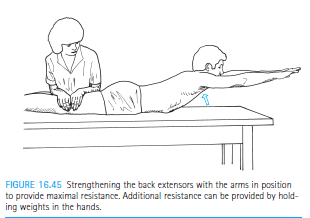 FIGURE 16.45 Strengthening the back extensors with the arms in position
to provide maximal resistance. Additional resistance can be provided by hold-
ing weights in the hands.